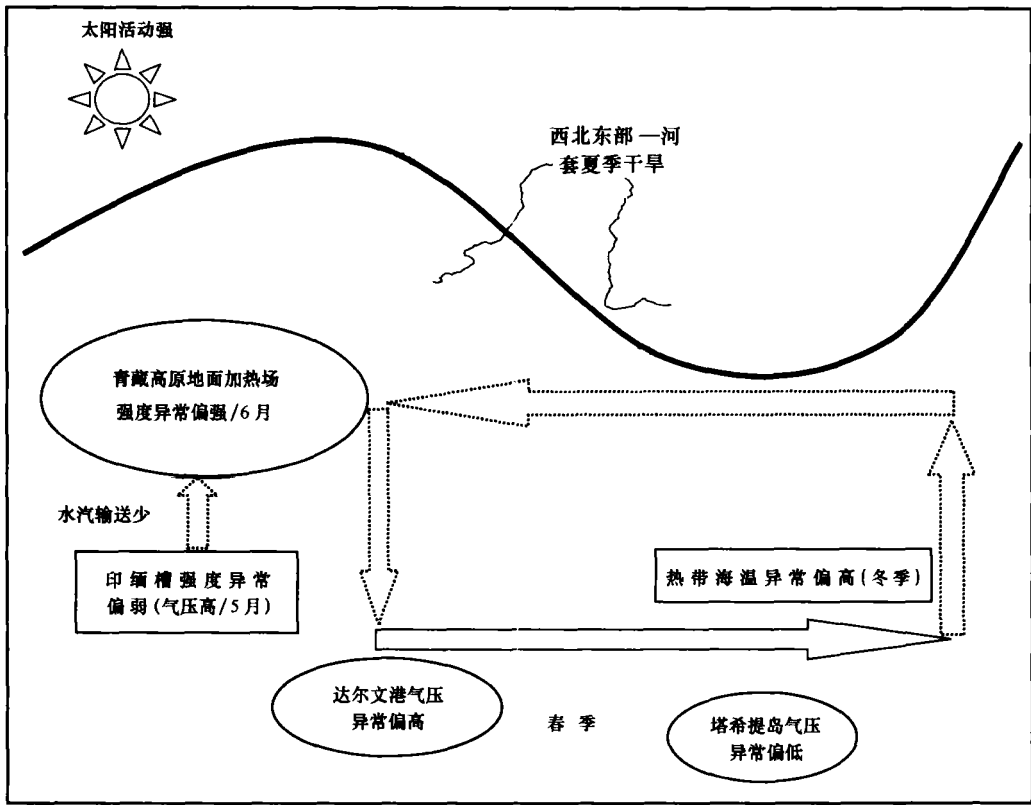 太阳活动强
西北东部—河
套夏季干旱
青藏高原地面加热场
强度异常偏强/6月
水汽输送少
印缅槽强度异常
偏弱(气压高/5月)
热带海温异常偏高(冬季)
达尔文港气压
异常偏高
春季
塔希提岛气压
异常偏低